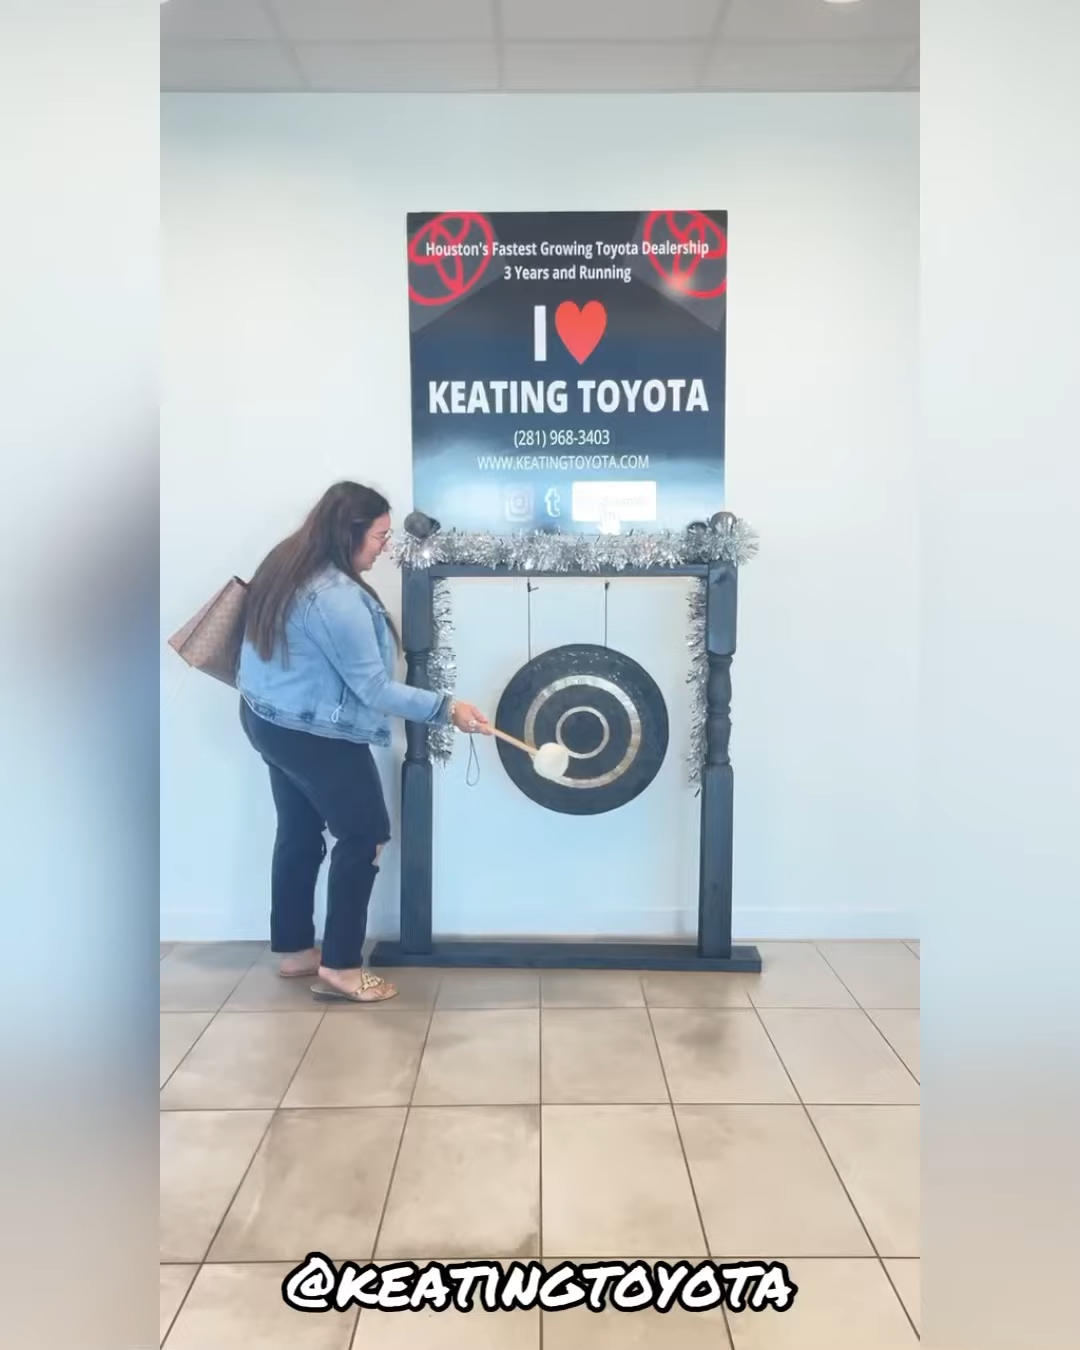 Houston's Fastest Growing Toyota Dealership
3 Years and Running
I
KEATING TOYOTA
(281) 968-3403
WWW.KEATINGTOYOTA.COM
t
@KEATINGTOYOTA